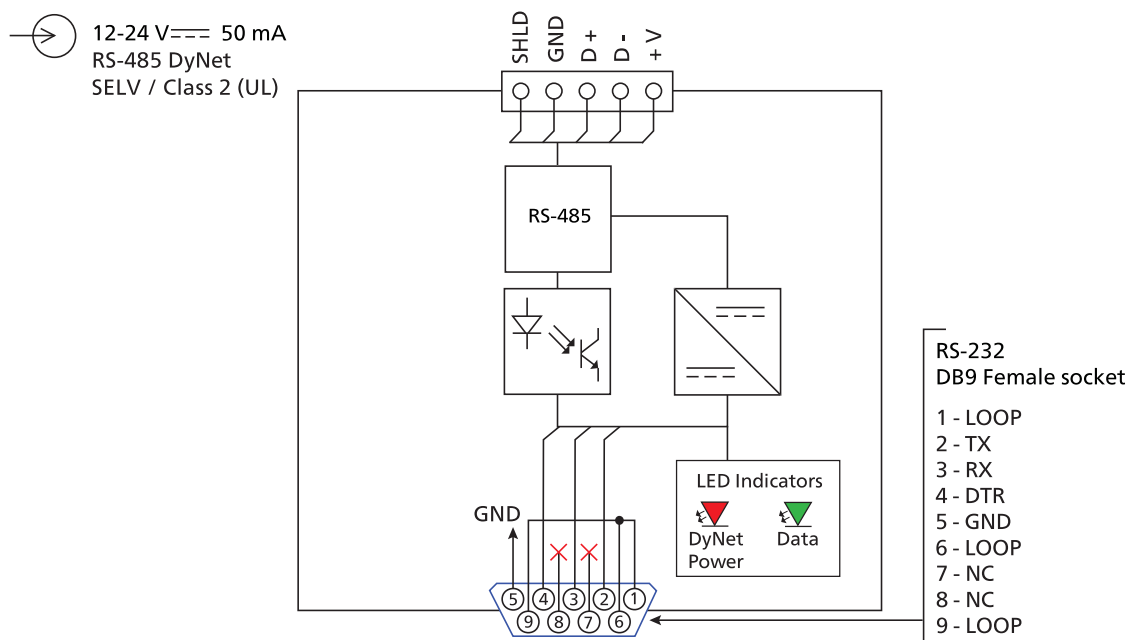 12-24 V 50 mA
RS-485 DyNet
SELV / Class 2 (UL)
SHLD
GND
D +
D -
+ V
RS-485
LED Indicators
DyNet
Power
Data
GND
5 4 3 2 1
9 8 7 6
RS-232
DB9 Female socket
1 - LOOP
2 - TX
3 - RX
4 - DTR
5 - GND
6 - LOOP
7 - NC
8 - NC
9 - LOOP